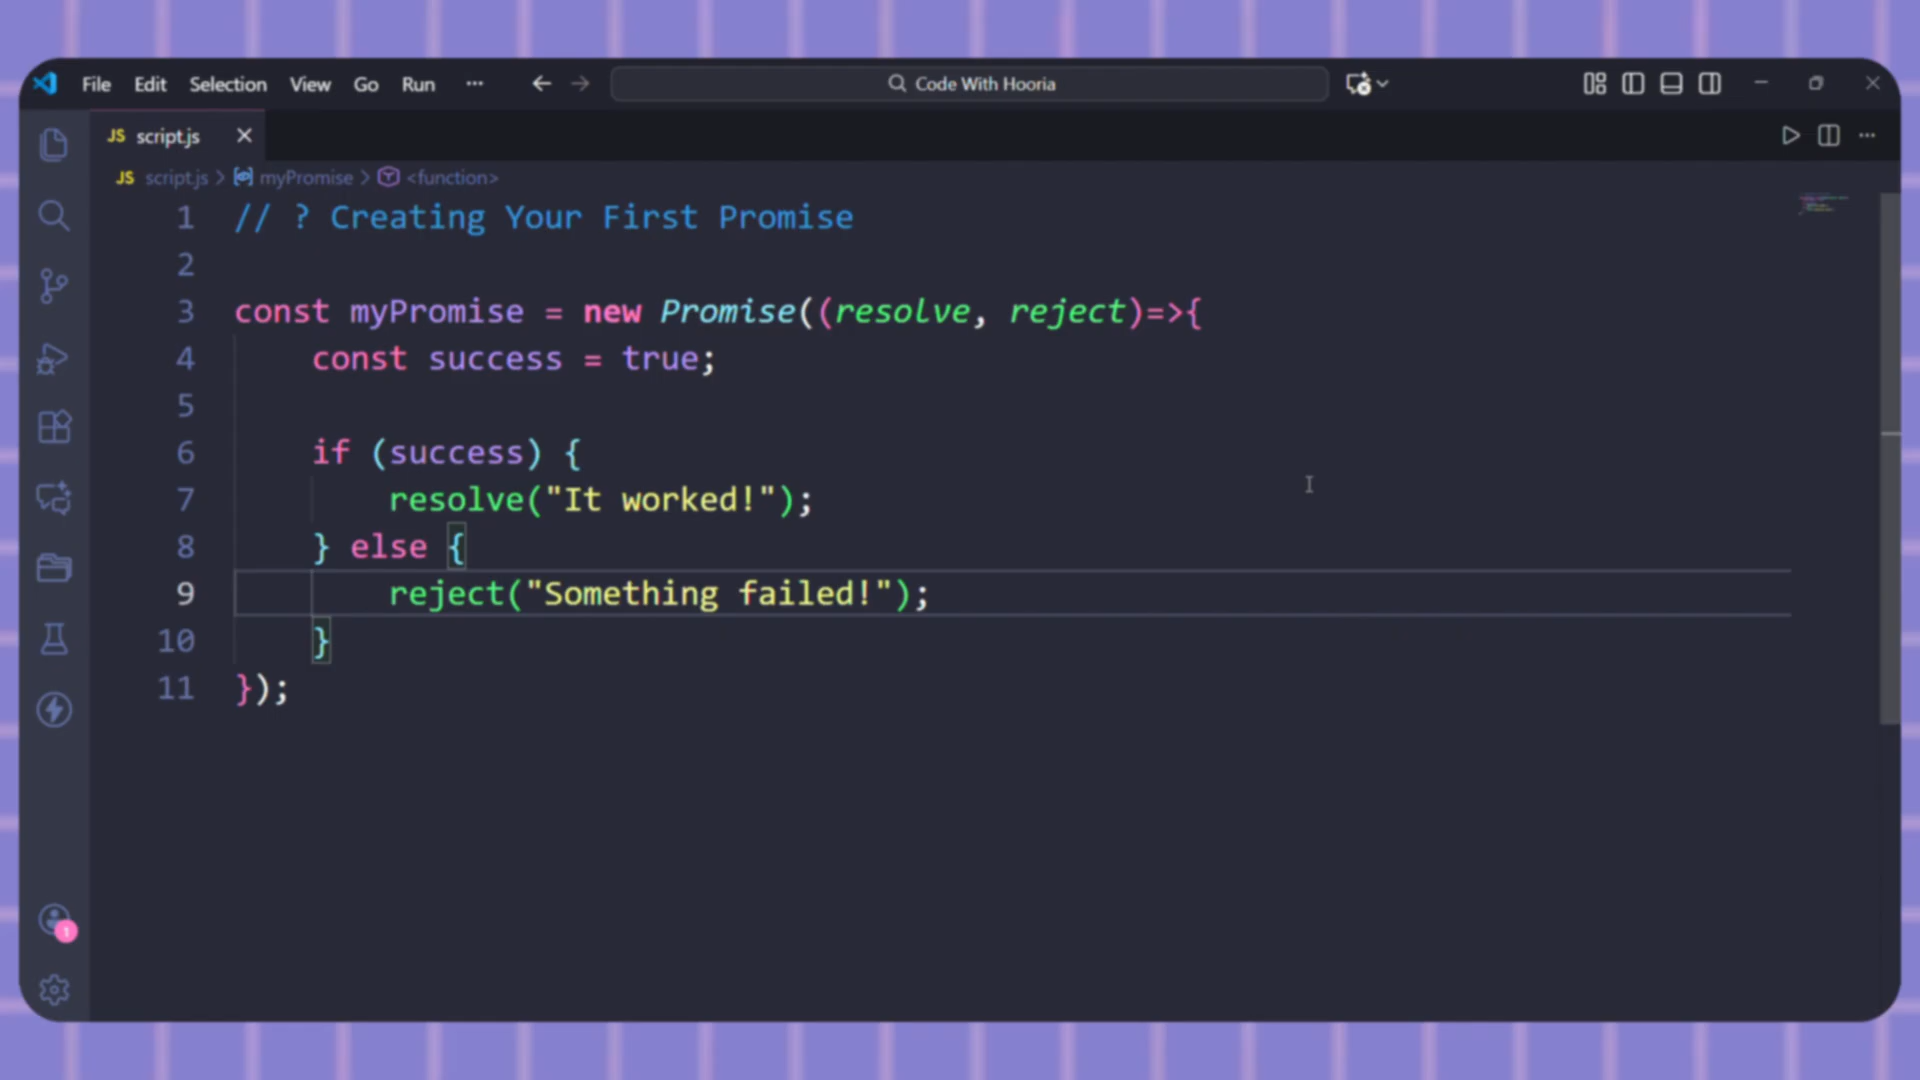 File Edit Selection View Go Run ··· Code With Hooria
JS script.js
JS script.js > myPromise > <function>
1 // ? Creating Your First Promise
2
3 const myPromise = new Promise((resolve, reject)=>{
4 const success = true;
5
6 if (success) {
7 resolve("It worked!");
8 } else {
9 reject("Something failed!");
10 }
11 });
1